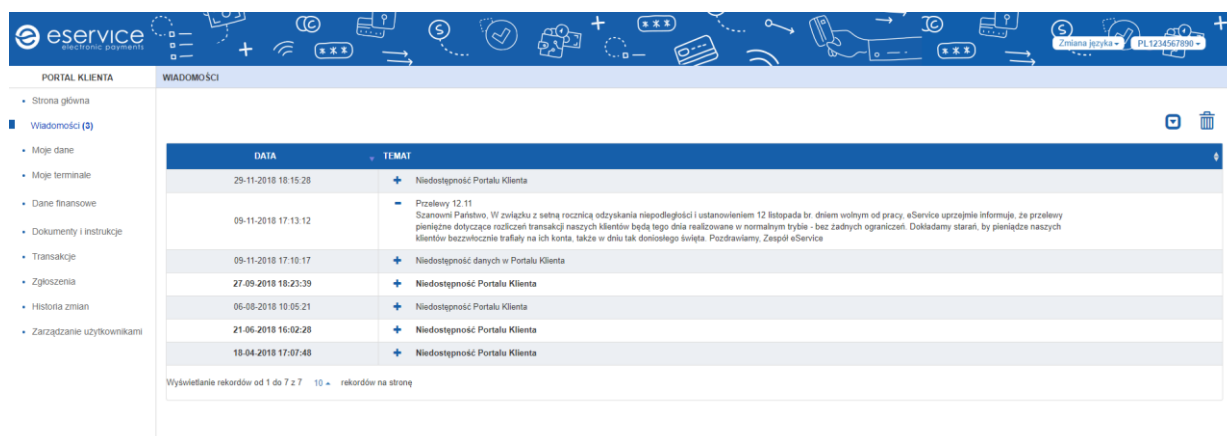 eservice
electronic payments
Zmiana języka
PL1234567890
PORTAL KLIENTA
WIADOMOŚCI
Strona główna
Wiadomości (3)
Moje dane
Moje terminale
Dane finansowe
Dokumenty i instrukcje
Transakcje
Zgłoszenia
Historia zmian
Zarządzanie użytkownikami
DATA TEMAT
29-11-2018 18:15:28 + Niedostępność Portalu Klienta
09-11-2018 17:13:12 - Przelewy 12.11
Szanowni Państwo, W związku z setną rocznicą odzyskania niepodległości i ustanowieniem 12 listopada br. dniem wolnym od pracy, eService uprzejmie informuje, że przelewy
pieniężne dotyczące rozliczeń transakcji naszych klientów będą tego dnia realizowane w normalnym trybie - bez żadnych ograniczeń. Dokładamy starań, by pieniądze naszych
klientów bezzwłocznie trafiały na ich konta, także w dniu tak doniosłego święta. Pozdrawiamy, Zespół eService
09-11-2018 17:10:17 + Niedostępność danych w Portalu Klienta
27-09-2018 18:23:39 + Niedostępność Portalu Klienta
06-08-2018 10:05:21 + Niedostępność Portalu Klienta
21-06-2018 16:02:28 + Niedostępność Portalu Klienta
18-04-2018 17:07:48 + Niedostępność Portalu Klienta
Wyświetlanie rekordów od 1 do 7 z 7 10 rekordów na stronę